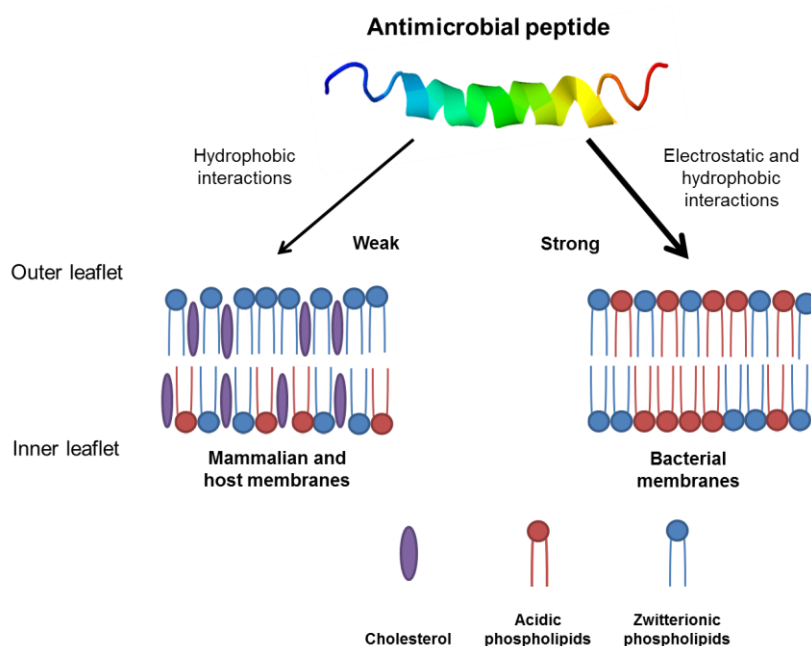 Antimicrobial peptide
Hydrophobic
interactions
Electrostatic and
hydrophobic
interactions
Weak
Strong
Outer leaflet
Inner leaflet
Mammalian and
host membranes
Bacterial
membranes
Cholesterol
Acidic
phospholipids
Zwitterionic
phospholipids